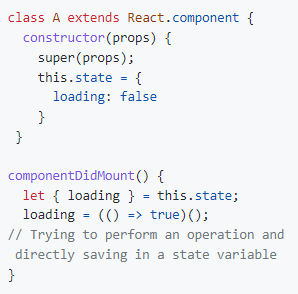 class A extends React.component {
  constructor(props) {
    super(props);
    this.state = {
      loading: false
    }
 }

componentDidMount() {
  let { loading } = this.state;
  loading = (() => true)();
// Trying to perform an operation and
 directly saving in a state variable
}